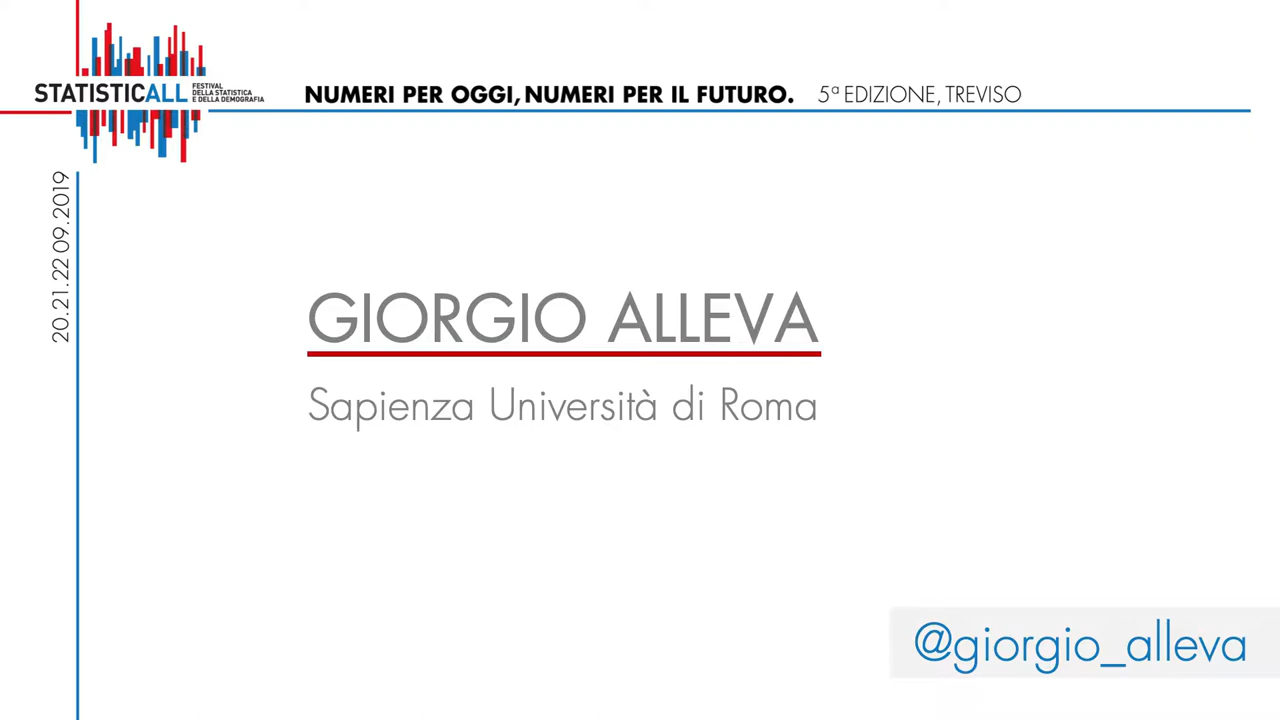 STATISTICALL
FESTIVAL
DELLA STATISTICA
E DELLA DEMOGRAFIA
NUMERI PER OGGI, NUMERI PER IL FUTURO. 5ª EDIZIONE, TREVISO
20.21.22 09.2019
GIORGIO ALLEVA
Sapienza Università di Roma
@giorgio_alleva